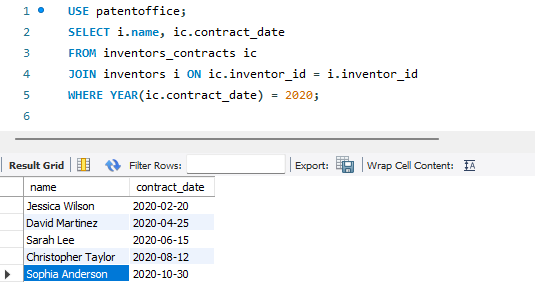 1 USE patentoffice;
2 SELECT i.name, ic.contract_date
3 FROM inventors_contracts ic
4 JOIN inventors i ON ic.inventor_id = i.inventor_id
5 WHERE YEAR(ic.contract_date) = 2020;
6
Result Grid Filter Rows: Export: Wrap Cell Content:
name contract_date
Jessica Wilson 2020-02-20
David Martinez 2020-04-25
Sarah Lee 2020-06-15
Christopher Taylor 2020-08-12
Sophia Anderson 2020-10-30